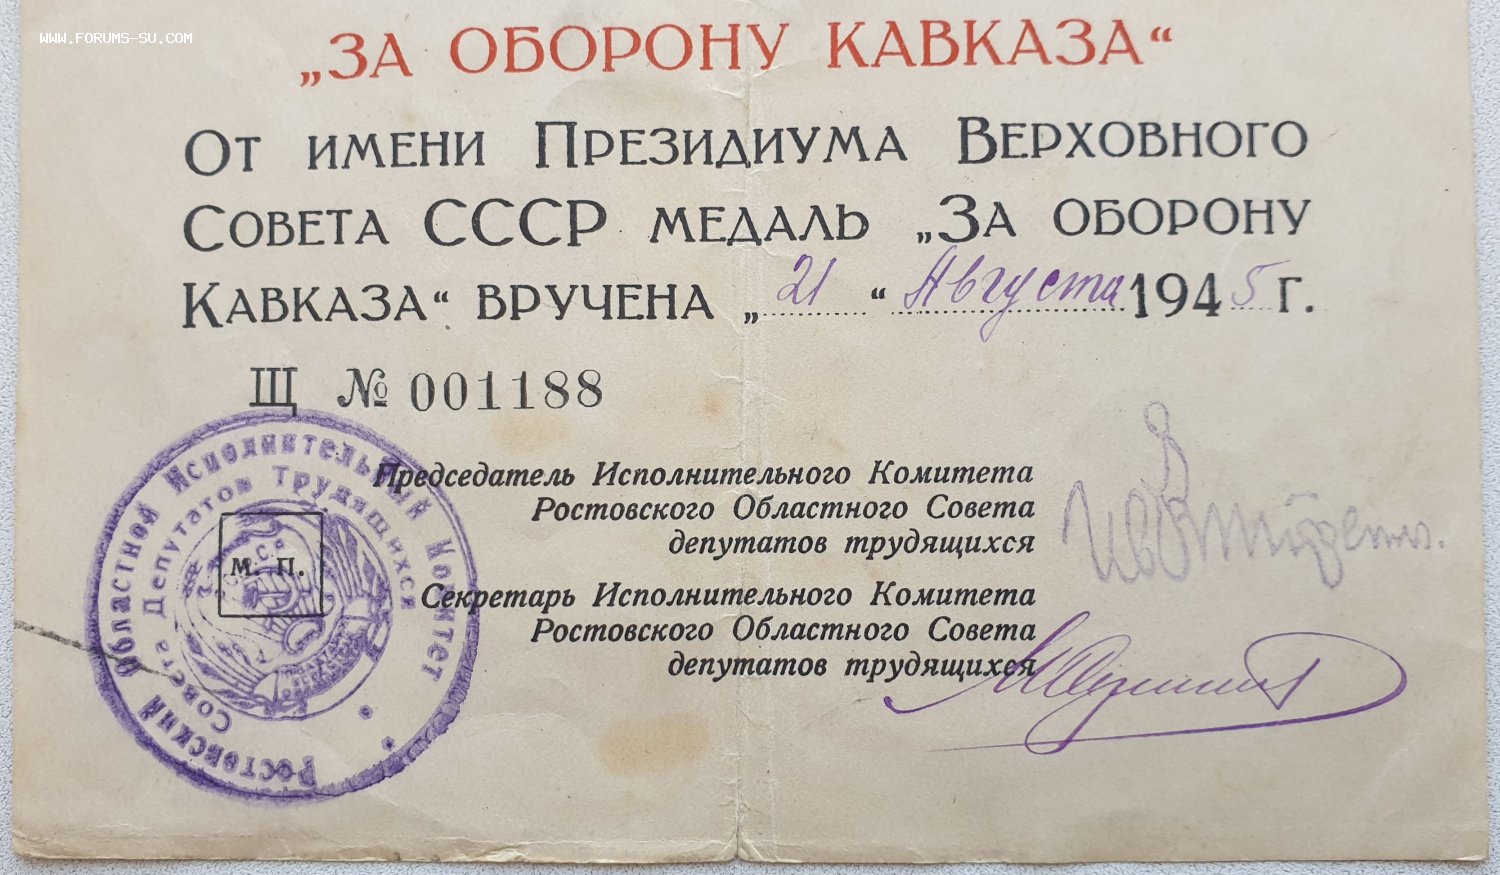 WWW.FORUMS-SU.COM
„ЗА ОБОРОНУ КАВКАЗА“
От имени Президиума Верховного
Совета СССР медаль „За оборону
Кавказа“ вручена „21“ Августа 1945 г.
Щ № 001188
Председатель Исполнительного Комитета
Ростовского Областного Совета
депутатов трудящихся
Секретарь Исполнительного Комитета
Ростовского Областного Совета
депутатов трудящихся
М. П.
Ростовский Областной Исполнительный Комитет
Совета Депутатов Трудящихся